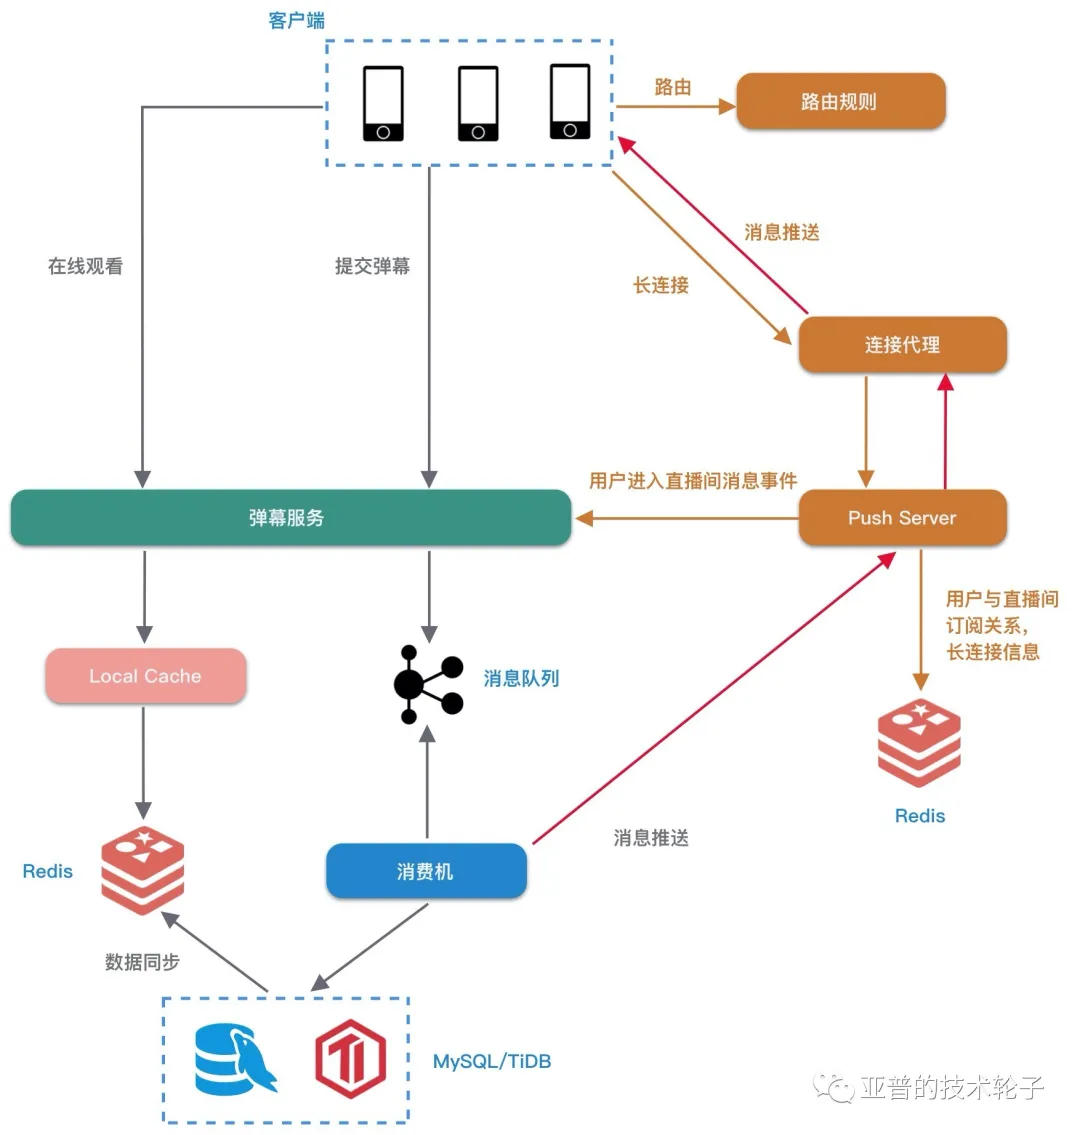 客户端
路由
路由规则
消息推送
在线观看
提交弹幕
长连接
连接代理
用户进入直播间消息事件
弹幕服务
Push Server
用户与直播间
订阅关系，
长连接信息
Local Cache
消息队列
Redis
消息推送
Redis
消费机
数据同步
MySQL/TiDB
亚普的技术轮子